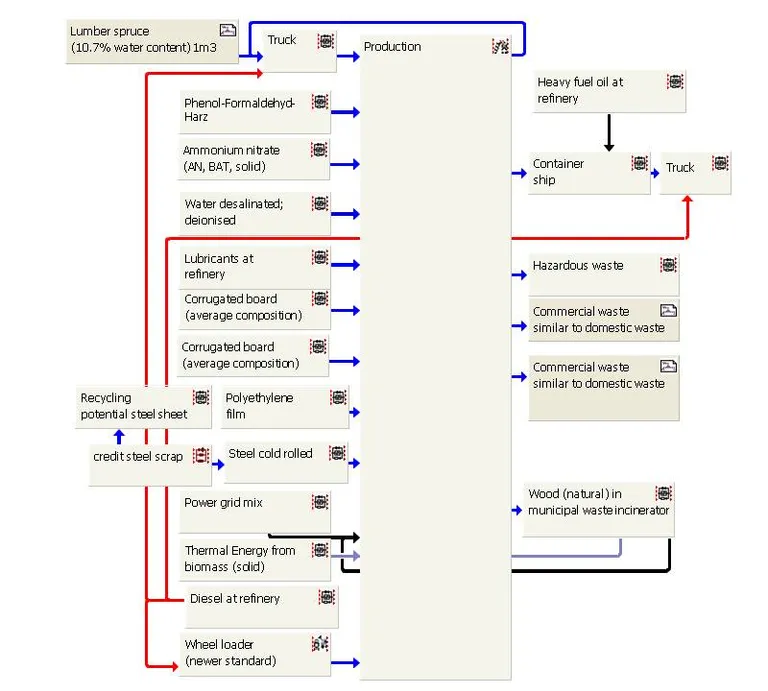 Lumber spruce
(10.7% water content) 1m3
Truck
Production
Heavy fuel oil at
refinery
Phenol-Formaldehyd-
Harz
Ammonium nitrate
(AN, BAT, solid)
Container
ship
Truck
Water desalinated;
deionised
Lubricants at
refinery
Hazardous waste
Corrugated board
(average composition)
Commercial waste
similar to domestic waste
Corrugated board
(average composition)
Commercial waste
similar to domestic waste
Recycling
potential steel sheet
Polyethylene
film
credit steel scrap
Steel cold rolled
Power grid mix
Wood (natural) in
municipal waste incinerator
Thermal Energy from
biomass (solid)
Diesel at refinery
Wheel loader
(newer standard)